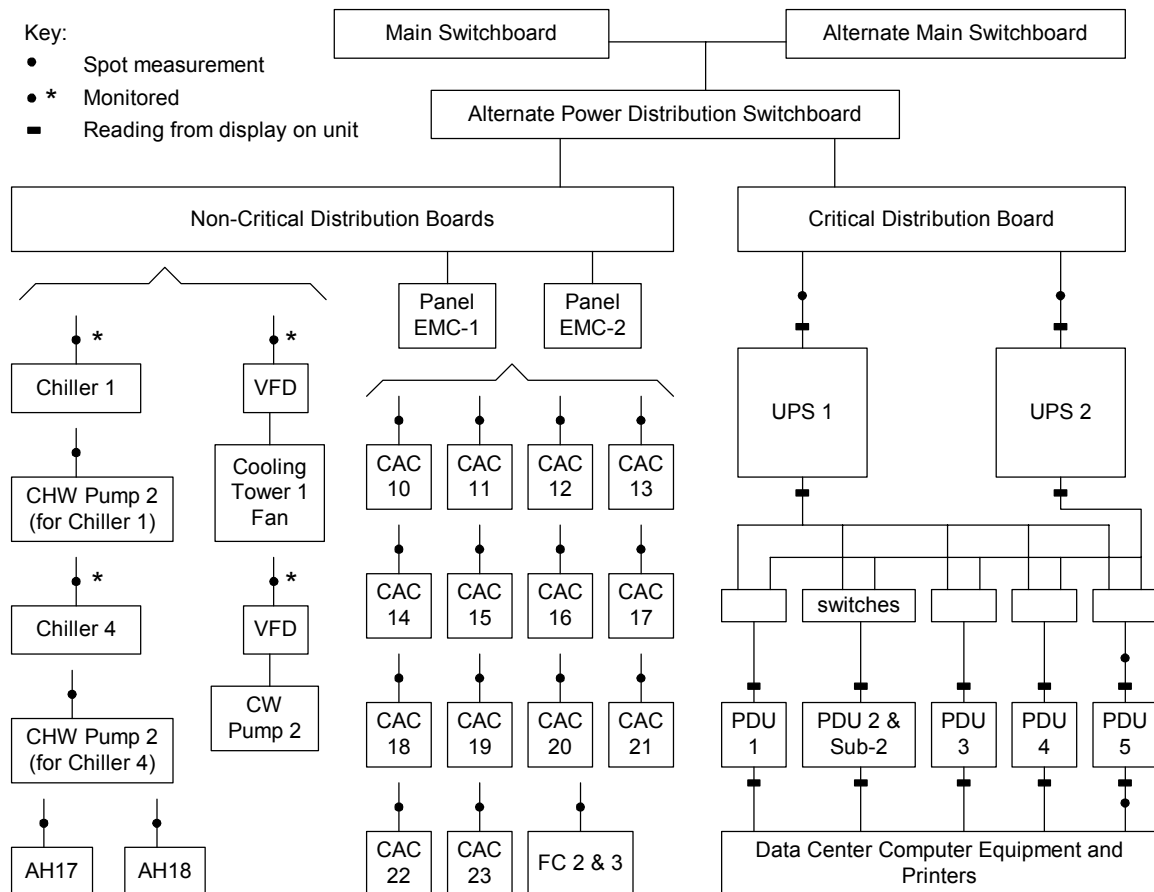 Key:
Spot measurement
* Monitored
Reading from display on unit
Main Switchboard
Alternate Main Switchboard
Alternate Power Distribution Switchboard
Non-Critical Distribution Boards
Critical Distribution Board
Panel
EMC-1
Panel
EMC-2
*
Chiller 1
*
VFD
CHW Pump 2
(for Chiller 1)
Cooling
Tower 1
Fan
*
Chiller 4
*
VFD
CHW Pump 2
(for Chiller 4)
CW
Pump 2
AH17
AH18
CAC
10
CAC
11
CAC
12
CAC
13
CAC
14
CAC
15
CAC
16
CAC
17
CAC
18
CAC
19
CAC
20
CAC
21
CAC
22
CAC
23
FC 2 & 3
UPS 1
UPS 2
switches
PDU
1
PDU 2 &
Sub-2
PDU
3
PDU
4
PDU
5
Data Center Computer Equipment and
Printers